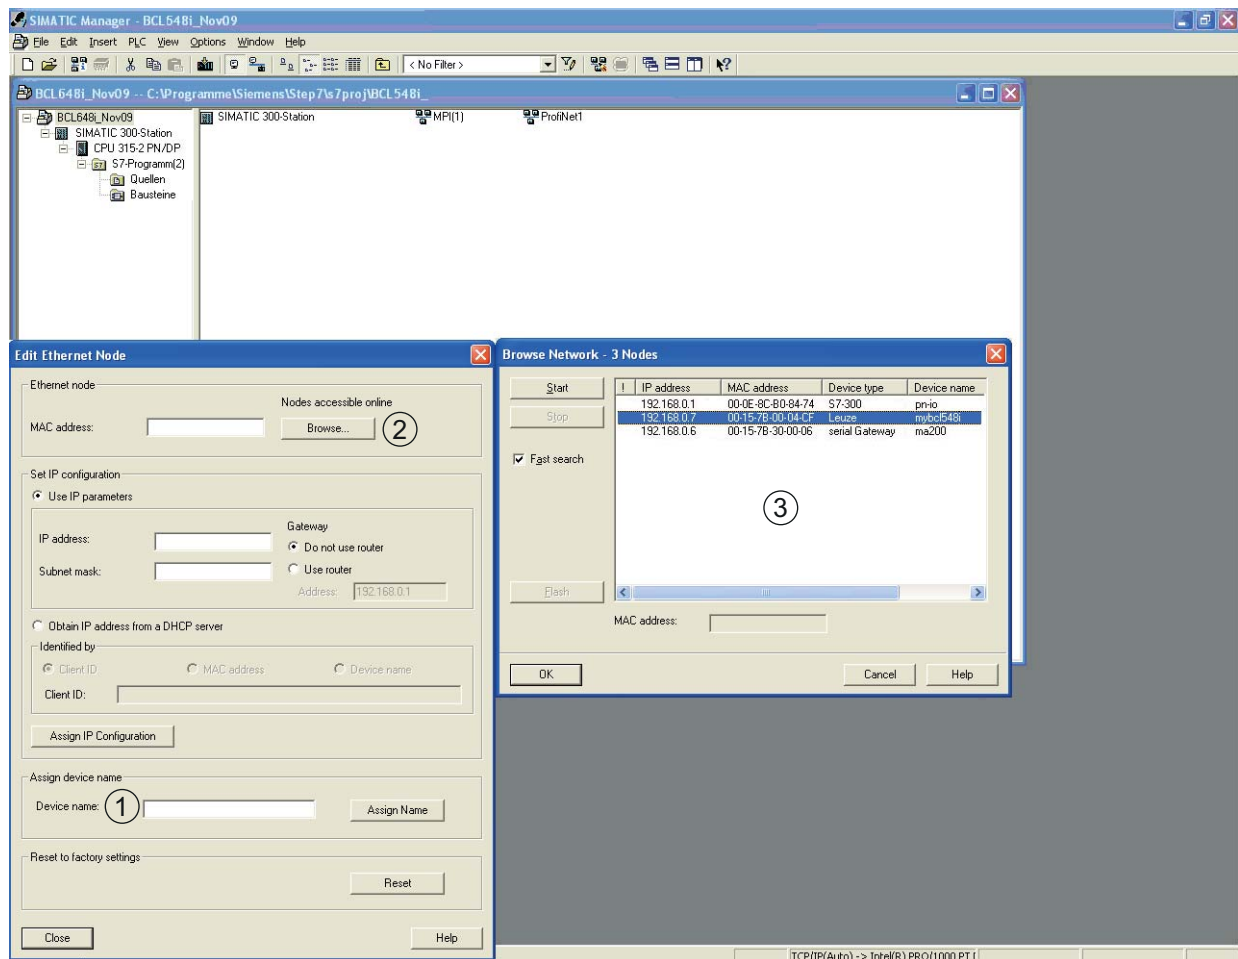 SIMATIC Manager - BCL548i_Nov09
File Edit Insert PLC View Options Window Help
< No Filter >
BCL648i_Nov09 -- C:\Programme\Siemens\Step7\s7proj\BCL548i_
BCL648i_Nov09
SIMATIC 300-Station
CPU 315-2 PN/DP
S7-Programm(2)
Quellen
Bausteine
SIMATIC 300-Station MPI(1) ProfiNet1
Edit Ethernet Node
Ethernet node
Nodes accessible online
MAC address:
Browse...
2
Set IP configuration
Use IP parameters
IP address:
Subnet mask:
Gateway
Do not use router
Use router
Address: 192.168.0.1
Obtain IP address from a DHCP server
Identified by
Client ID MAC address Device name
Client ID:
Assign IP Configuration
Assign device name
Device name: 1 Assign Name
Reset to factory settings
Reset
Close Help
Browse Network - 3 Nodes
Start
Stop
Fast search
Flash
! IP address MAC address Device type Device name
192.168.0.1 00-0E-8C-B0-84-74 S7-300 pn-io
192.168.0.7 00-15-7B-00-04-CF Leuze mybcl548i
192.168.0.6 00-15-7B-30-00-06 serial Gateway ma200
3
MAC address:
OK Cancel Help
TCP/IP(Auto) -> Intel(R) PRO/1000 PT [